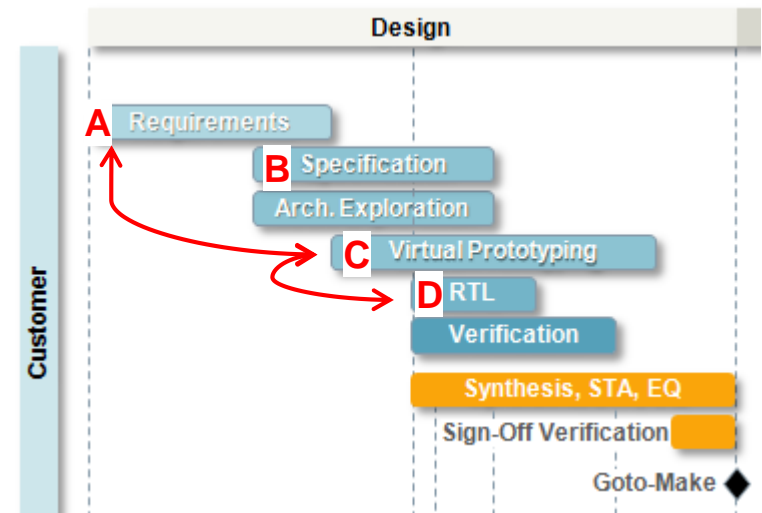 Design
Customer
A Requirements
B Specification
Arch. Exploration
C Virtual Prototyping
D RTL
Verification
Synthesis, STA, EQ
Sign-Off Verification
Goto-Make